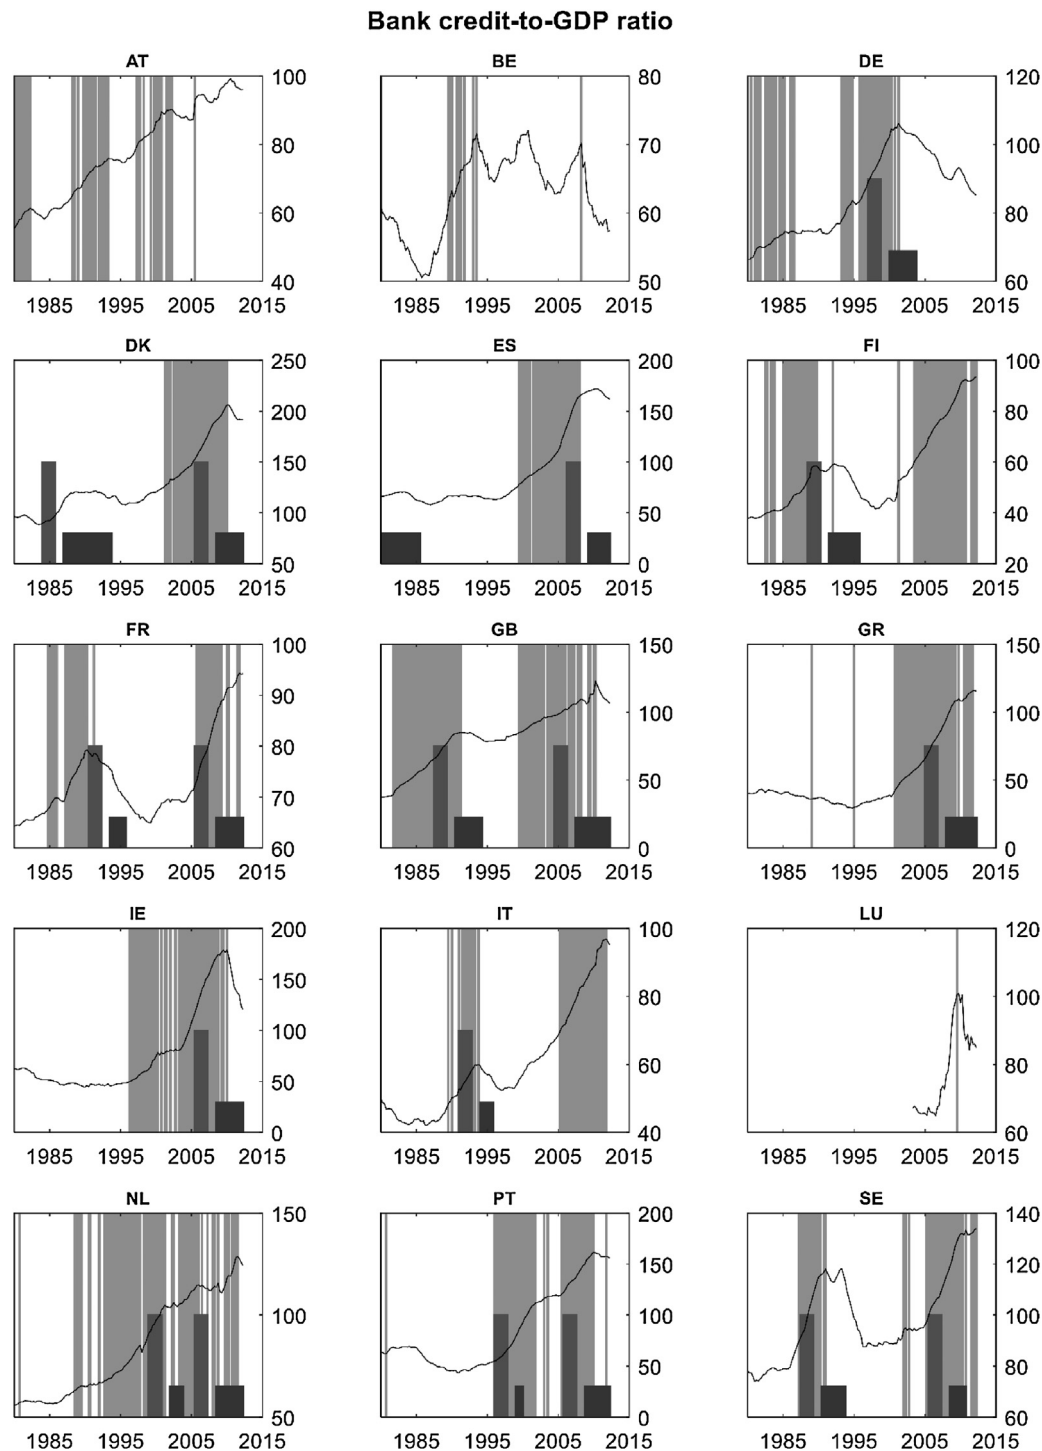 Bank credit-to-GDP ratio
AT BE DE
100 80 120
80 70 100
60 60 80
40 50 60
1985 1995 2005 2015 1985 1995 2005 2015 1985 1995 2005 2015
DK ES FI
250 200 100
200 150 80
150 100 60
100 50 40
50 0 20
1985 1995 2005 2015 1985 1995 2005 2015 1985 1995 2005 2015
FR GB GR
100 150 150
90
80 100 100
70 50 50
60 0 0
1985 1995 2005 2015 1985 1995 2005 2015 1985 1995 2005 2015
IE IT LU
200 100 120
150 80 100
100 60 80
50
0 40 60
1985 1995 2005 2015 1985 1995 2005 2015 1985 1995 2005 2015
NL PT SE
150 200 140
150 120
100 100 100
50 80
50 0 60
1985 1995 2005 2015 1985 1995 2005 2015 1985 1995 2005 2015